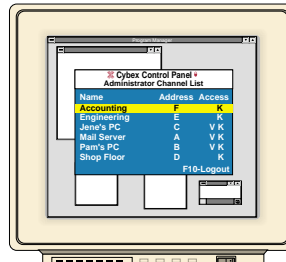 Program Manager
Cybex Control Panel
Administrator Channel List
Name Address Access
Accounting F K
Engineering E K
Jene's PC C V K
Mail Server A V K
Pam's PC B V K
Shop Floor D K
F10-Logout